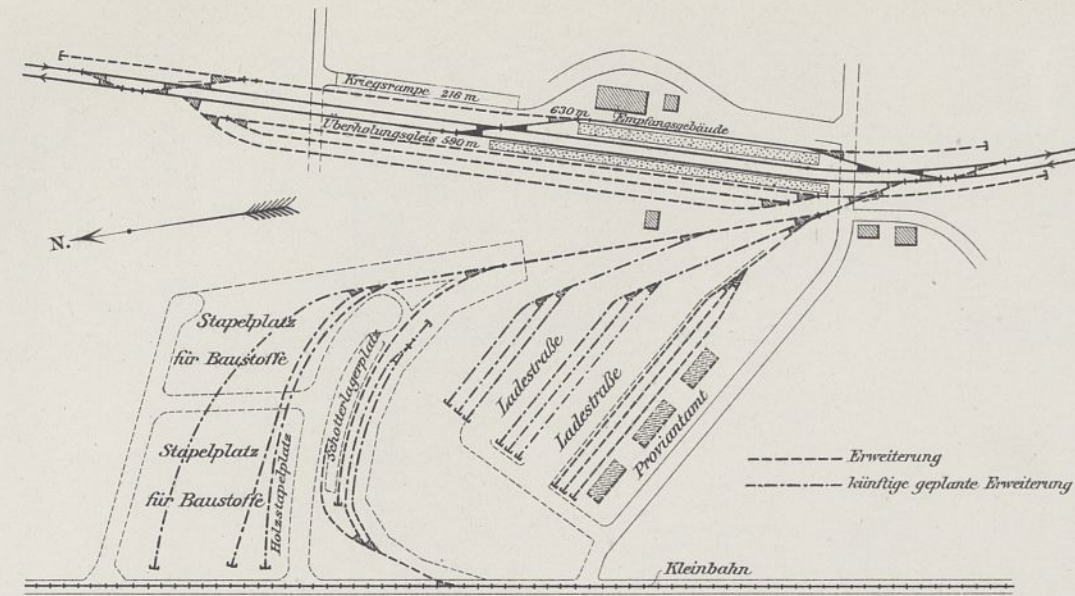 Kriegsrampe 216 m
630 m
Empfangsgebäude
Überholungsgleis 590 m
N.
Stapelplatz
für Baustoffe
Schotterlagerplatz
Ladestraße
Ladestraße
Proviantamt
Stapelplatz
für Baustoffe
Holzstapelplatz
Erweiterung
künftige geplante Erweiterung
Kleinbahn